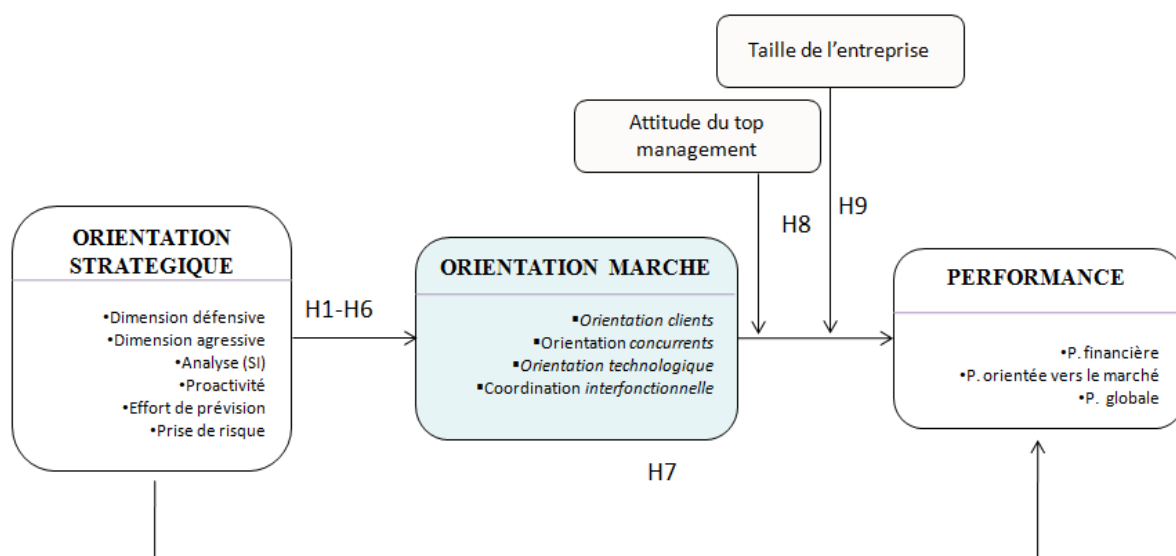 Taille de l'entreprise
Attitude du top
management
H9
H8
ORIENTATION
STRATEGIQUE
•Dimension défensive
•Dimension agressive
•Analyse (SI)
•Proactivité
•Effort de prévision
•Prise de risque
H1-H6
ORIENTATION MARCHE
▪Orientation clients
▪Orientation concurrents
▪Orientation technologique
▪Coordination interfonctionnelle
PERFORMANCE
•P. financière
•P. orientée vers le marché
•P. globale
H7